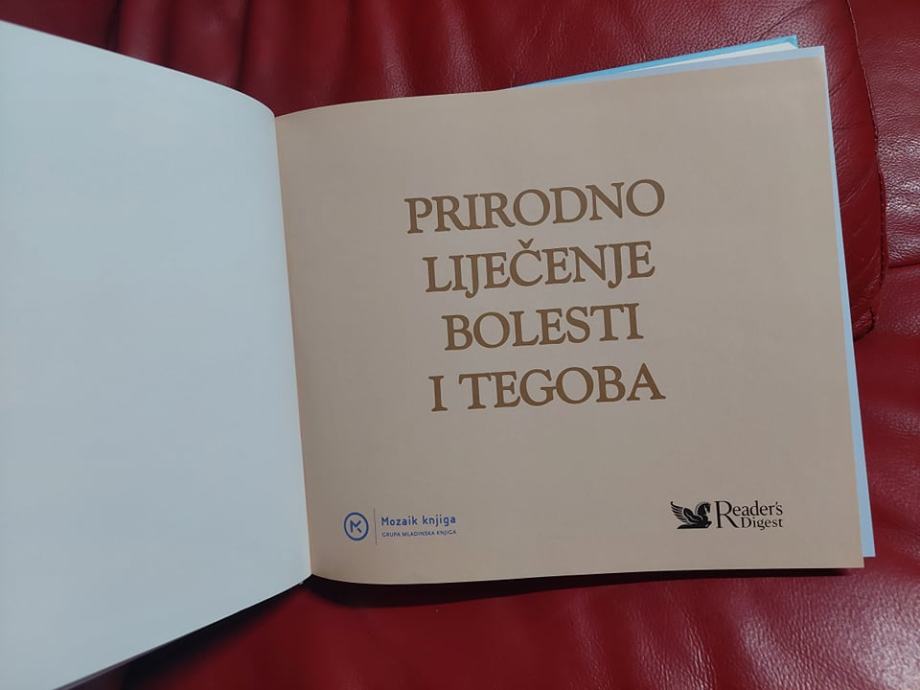 PRIRODNO
LIJEČENJE
BOLESTI
I TEGOBA
Mozaik knjiga
GRUPA MLADINSKA KNJIGA
Reader's
Digest